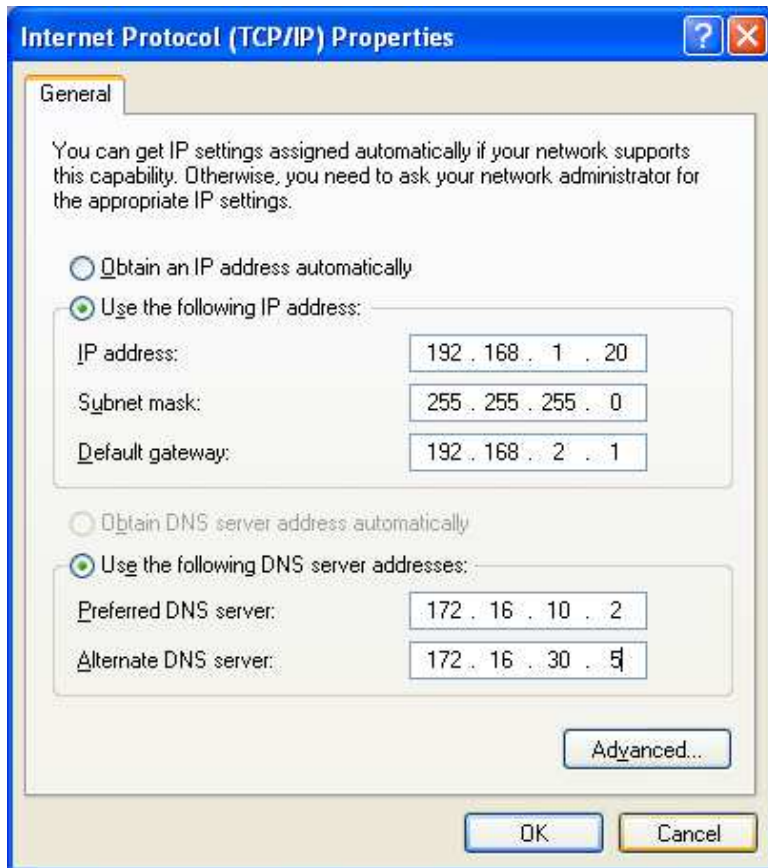 Internet Protocol (TCP/IP) Properties
General
You can get IP settings assigned automatically if your network supports
this capability. Otherwise, you need to ask your network administrator for
the appropriate IP settings.
Obtain an IP address automatically
Use the following IP address:
IP address: 192 . 168 . 1 . 20
Subnet mask: 255 . 255 . 255 . 0
Default gateway: 192 . 168 . 2 . 1
Obtain DNS server address automatically
Use the following DNS server addresses:
Preferred DNS server: 172 . 16 . 10 . 2
Alternate DNS server: 172 . 16 . 30 . 5
Advanced...
OK Cancel